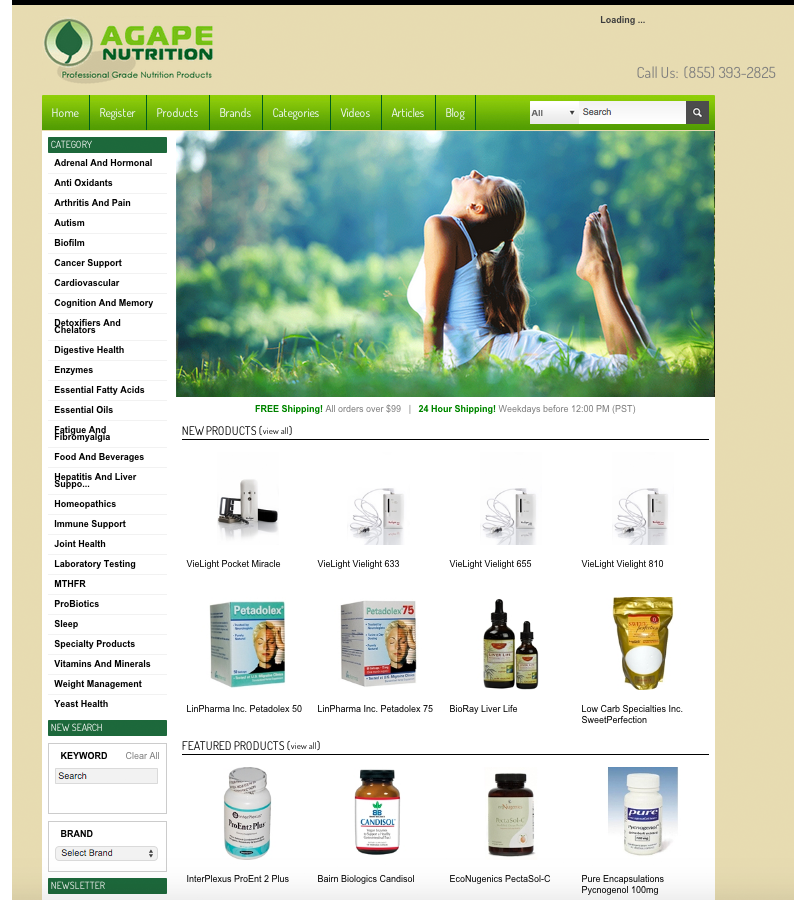 Loading ...
AGAPE
NUTRITION
Professional Grade Nutrition Products
Call Us: (855) 393-2825
Home Register Products Brands Categories Videos Articles Blog All Search
CATEGORY
Adrenal And Hormonal
Anti Oxidants
Arthritis And Pain
Autism
Biofilm
Cancer Support
Cardiovascular
Cognition And Memory
Detoxifiers And
Chelators
Digestive Health
Enzymes
Essential Fatty Acids
Essential Oils
Fatigue And
Fibromyalgia
Food And Beverages
Hepatitis And Liver
Suppo...
Homeopathics
Immune Support
Joint Health
Laboratory Testing
MTHFR
ProBiotics
Sleep
Specialty Products
Vitamins And Minerals
Weight Management
Yeast Health
NEW SEARCH
KEYWORD Clear All
Search
BRAND
Select Brand
NEWSLETTER
FREE Shipping! All orders over $99 | 24 Hour Shipping! Weekdays before 12:00 PM (PST)
NEW PRODUCTS (view all)
VieLight Pocket Miracle
VieLight Vielight 633
VieLight Vielight 655
VieLight Vielight 810
Petadolex
Petadolex 75
LIVER LIFE
LinPharma Inc. Petadolex 50
LinPharma Inc. Petadolex 75
BioRay Liver Life
Low Carb Specialties Inc.
SweetPerfection
FEATURED PRODUCTS (view all)
ProEnt2 Plus
CANDISOL
PectaSol-C
pure
Pycnogenol
InterPlexus ProEnt 2 Plus
Bairn Biologics Candisol
EcoNugenics PectaSol-C
Pure Encapsulations
Pycnogenol 100mg